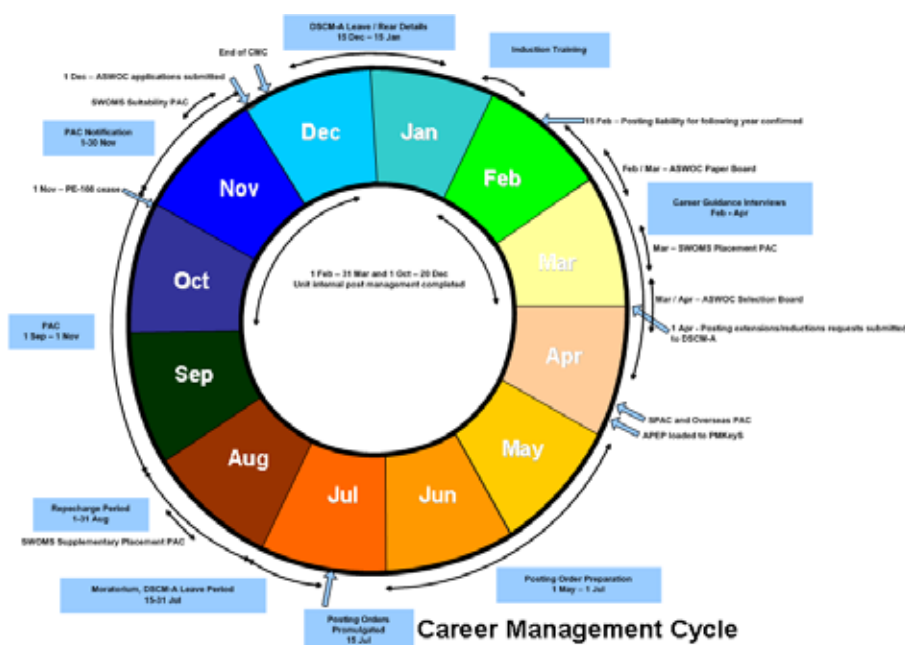 DSCM-A Leave / Rear Details
15 Dec – 15 Jan
End of CMC
Induction Training
1 Dec – ASWOC applications submitted
SWOMS Suitability PAC
15 Feb – Posting liability for following year confirmed
PAC Notification
1-30 Nov
Dec
Jan
Feb
Nov
Feb / Mar – ASWOC Paper Board
1 Nov – PE-166 cease
Career Guidance Interviews
Feb - Apr
Mar
Oct
Mar – SWOMS Placement PAC
1 Feb – 31 Mar and 1 Oct – 20 Dec
Unit internal post management completed
Mar / Apr – ASWOC Selection Board
PAC
1 Sep – 1 Nov
1 Apr - Posting extensions/reductions requests submitted
to DSCM-A
Apr
Sep
SPAC and Overseas PAC
APEP loaded to PMKeyS
May
Aug
Jul
Jun
Repecharge Period
1-31 Aug
SWOMS Supplementary Placement PAC
Moratorium, DSCM-A Leave Period
15-31 Jul
Posting Order Preparation
1 May – 1 Jul
Posting Orders
Promulgated
15 Jul
Career Management Cycle